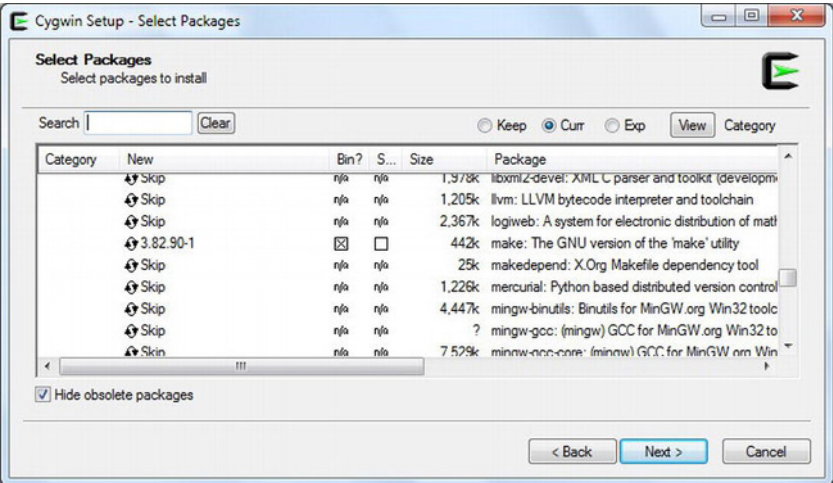 Cygwin Setup - Select Packages
Select Packages
Select packages to install
Search Clear Keep Curr Exp View Category
Category New Bin? S... Size Package
Skip n/a n/a 1,978k libxml2-devel: XML C parser and toolkit (developm
Skip n/a n/a 1,205k llvm: LLVM bytecode interpreter and toolchain
Skip n/a n/a 2,367k logiweb: A system for electronic distribution of mat
3.82.90-1 442k make: The GNU version of the 'make' utility
Skip n/a n/a 25k makedepend: X.Org Makefile dependency tool
Skip n/a n/a 1,226k mercurial: Python based distributed version control
Skip n/a n/a 4,447k mingw-binutils: Binutils for MinGW.org Win32 toolc
Skip n/a n/a ? mingw-gcc: (mingw) GCC for MinGW.org Win32 to
Skip n/a n/a 7,529k mingw-gcc-core: (mingw) GCC for MinGW.org Win
Hide obsolete packages
< Back Next > Cancel